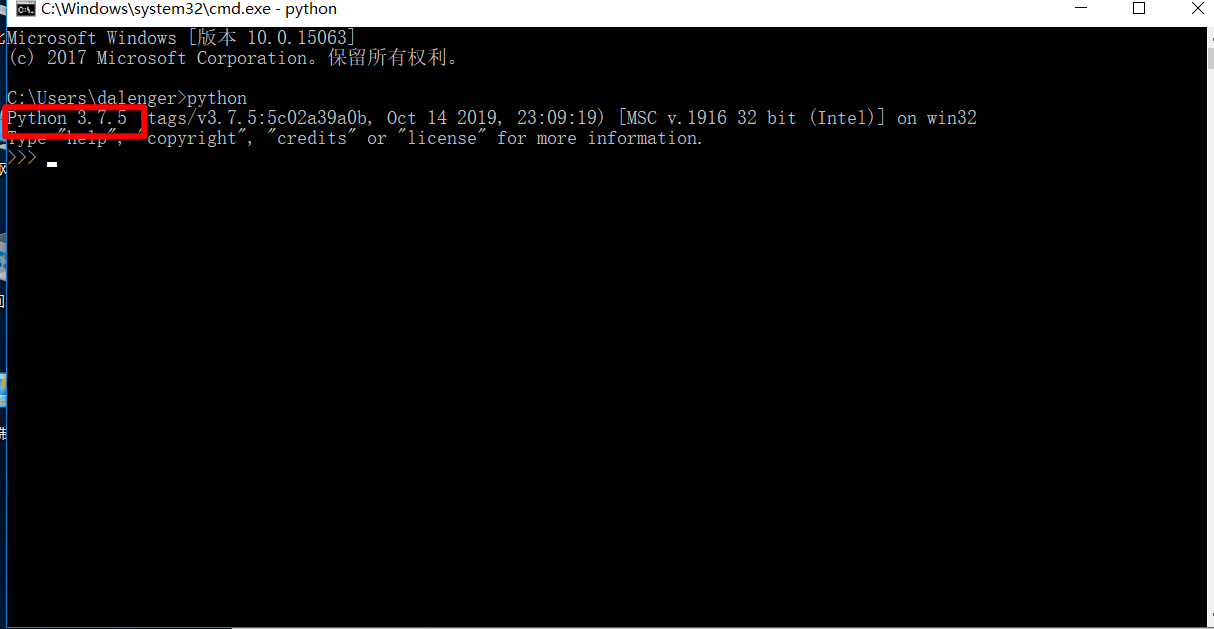 C:\Windows\system32\cmd.exe - python
Microsoft Windows [版本 10.0.15063]
(c) 2017 Microsoft Corporation。保留所有权利。
C:\Users\dalenger>python
Python 3.7.5 tags/v3.7.5:5c02a39a0b, Oct 14 2019, 23:09:19) [MSC v.1916 32 bit (Intel)] on win32
Type "help", "copyright", "credits" or "license" for more information.
>>>